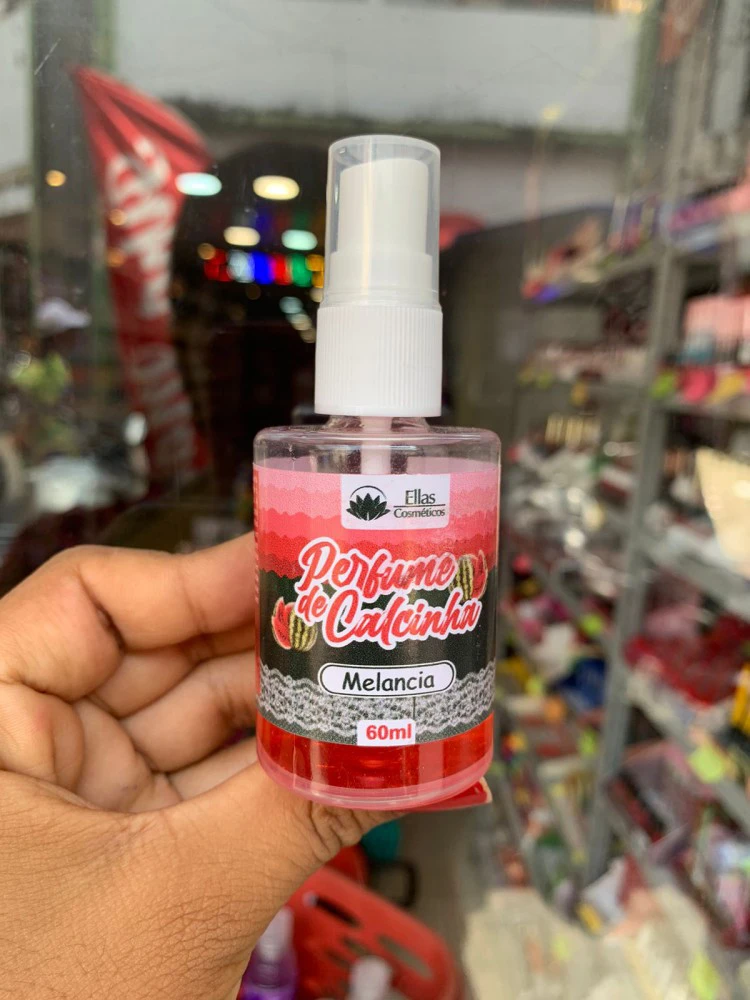 Ellas
Cosméticos
Perfume
de Calcinha
Melancia
60ml